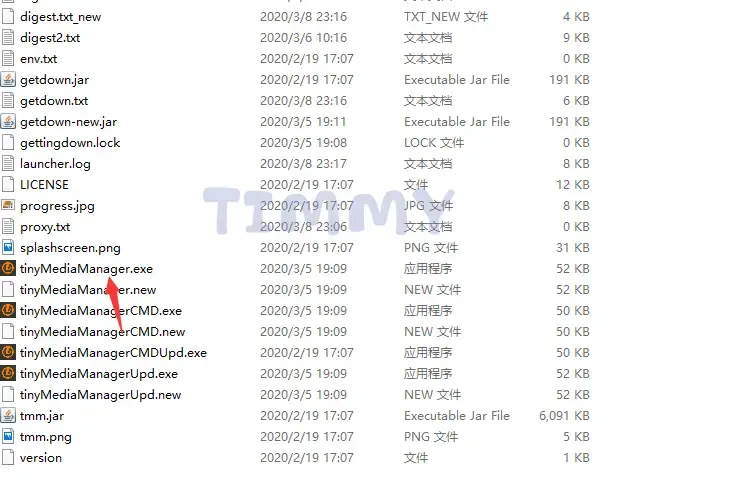 digest.txt_new 2020/3/8 23:16 TXT_NEW 文件 4 KB
digest2.txt 2020/3/6 10:16 文本文档 9 KB
env.txt 2020/2/19 17:07 文本文档 0 KB
getdown.jar 2020/2/19 17:07 Executable Jar File 191 KB
getdown.txt 2020/3/8 23:16 文本文档 6 KB
getdown-new.jar 2020/3/5 19:11 Executable Jar File 191 KB
gettingdown.lock 2020/3/5 19:08 LOCK 文件 0 KB
launcher.log 2020/3/8 23:17 文本文档 8 KB
LICENSE 2020/2/19 17:07 文件 12 KB
TIMMY
progress.jpg 2020/2/19 17:07 JPG 文件 8 KB
proxy.txt 2020/3/8 23:06 文本文档 0 KB
splashscreen.png 2020/2/19 17:07 PNG 文件 31 KB
tinyMediaManager.exe 2020/3/5 19:09 应用程序 52 KB
tinyMediaManager.new 2020/3/5 19:09 NEW 文件 52 KB
tinyMediaManagerCMD.exe 2020/3/5 19:09 应用程序 50 KB
tinyMediaManagerCMD.new 2020/3/5 19:09 NEW 文件 50 KB
tinyMediaManagerCMDUpd.exe 2020/2/19 17:07 应用程序 50 KB
tinyMediaManagerUpd.exe 2020/3/5 19:09 应用程序 52 KB
tinyMediaManagerUpd.new 2020/3/5 19:09 NEW 文件 52 KB
tmm.jar 2020/2/19 17:07 Executable Jar File 6,091 KB
tmm.png 2020/2/19 17:07 PNG 文件 5 KB
version 2020/2/19 17:07 文件 1 KB